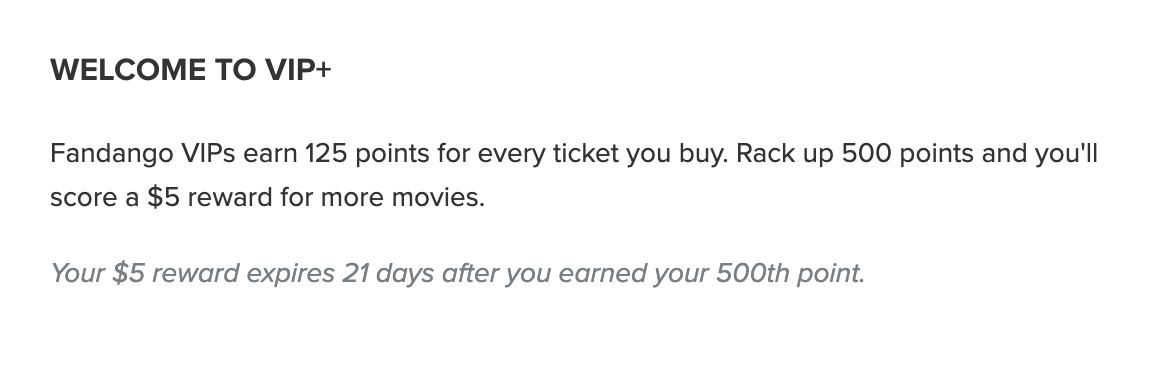 WELCOME TO VIP+
Fandango VIPs earn 125 points for every ticket you buy. Rack up 500 points and you'll
score a $5 reward for more movies.
Your $5 reward expires 21 days after you earned your 500th point.